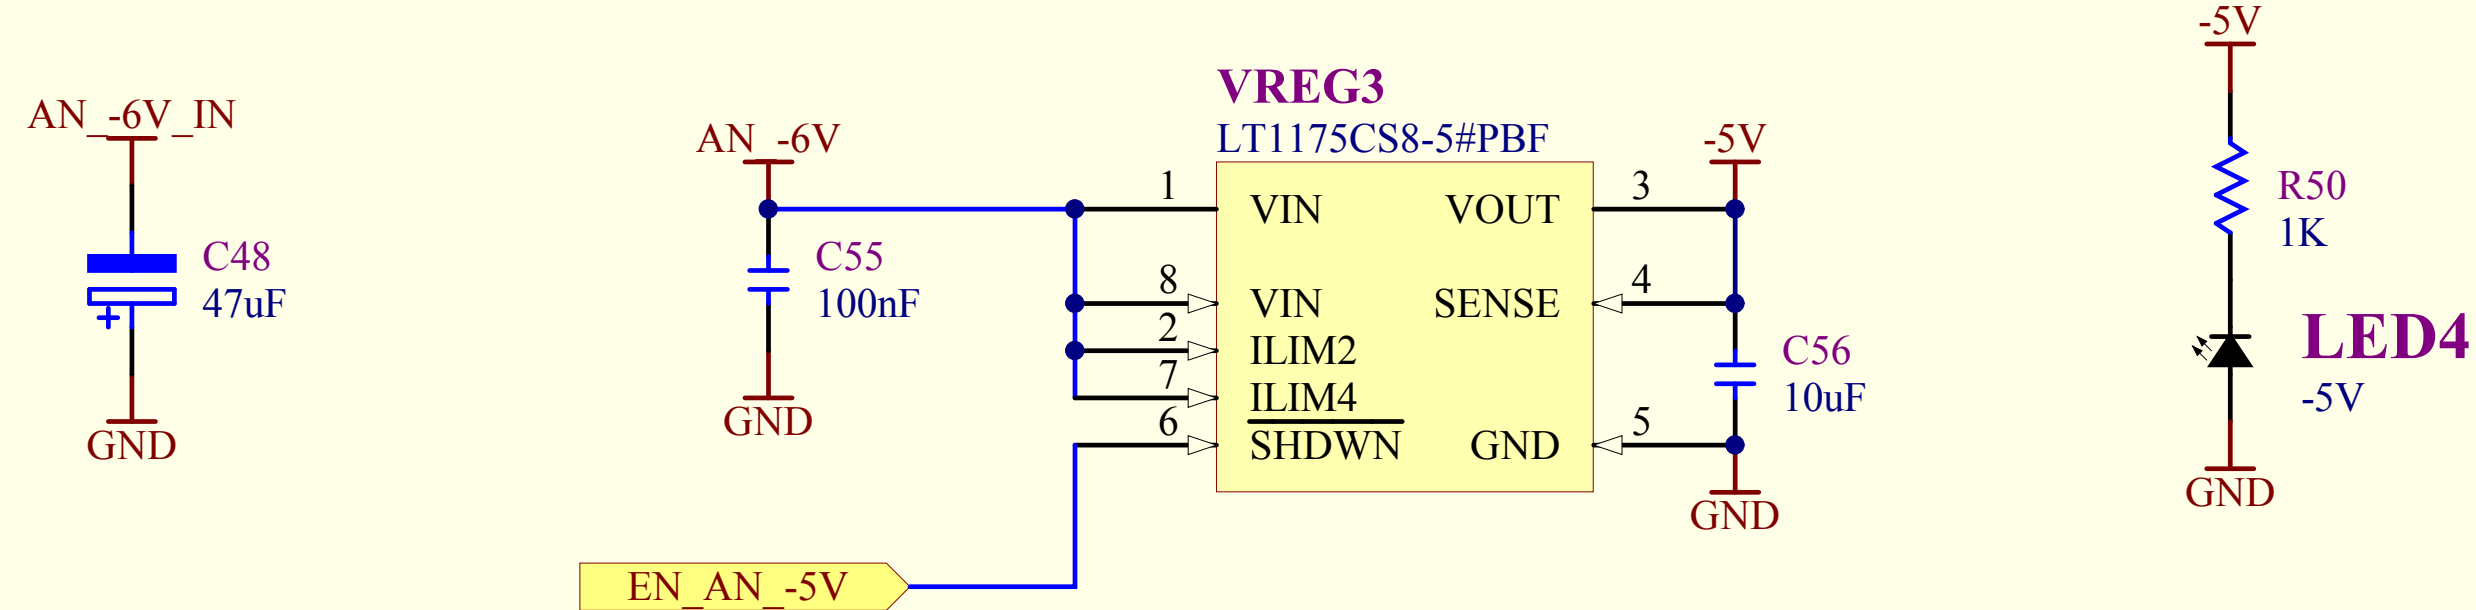 AN_-6V_IN
C48
47uF
+
GND
AN_-6V
C55
100nF
GND
VREG3
LT1175CS8-5#PBF
1
VIN
8
VIN
2
ILIM2
7
ILIM4
6
SHDWN
VOUT
3
SENSE
4
GND
5
-5V
C56
10uF
GND
EN_AN_-5V
-5V
R50
1K
LED4
-5V
GND